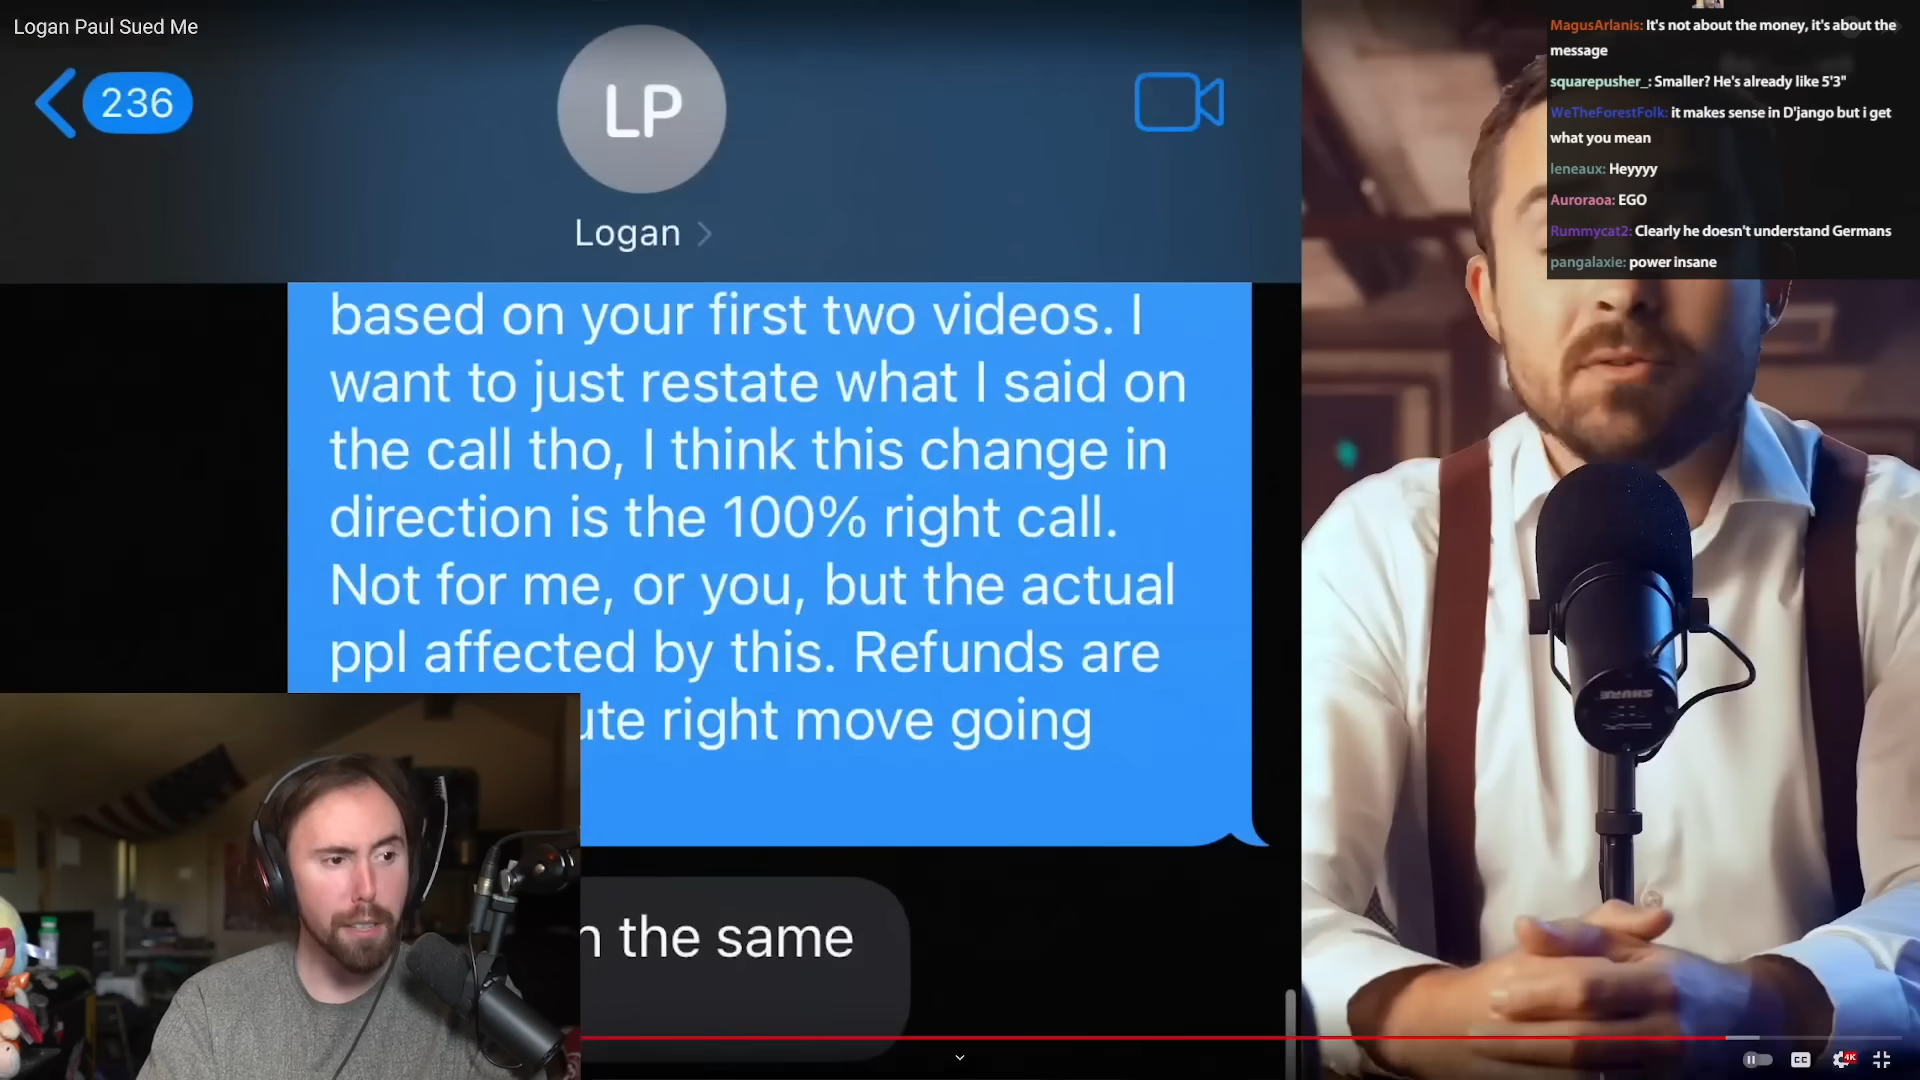 Logan Paul Sued Me
236
LP
Logan
based on your first two videos. I
want to just restate what I said on
the call tho, I think this change in
direction is the 100% right call.
Not for me, or you, but the actual
ppl affected by this. Refunds are
right move going
the same
MagusArlanis: It's not about the money, it's about the
message
squarepusher_: Smaller? He's already like 5'3"
WeTheForestFolk: it makes sense in D'jango but i get
what you mean
leneaux: Heyyyy
Auroraoa: EGO
Rummycat2: Clearly he doesn't understand Germans
pangalaxie: power insane
SHURE
CC
4K